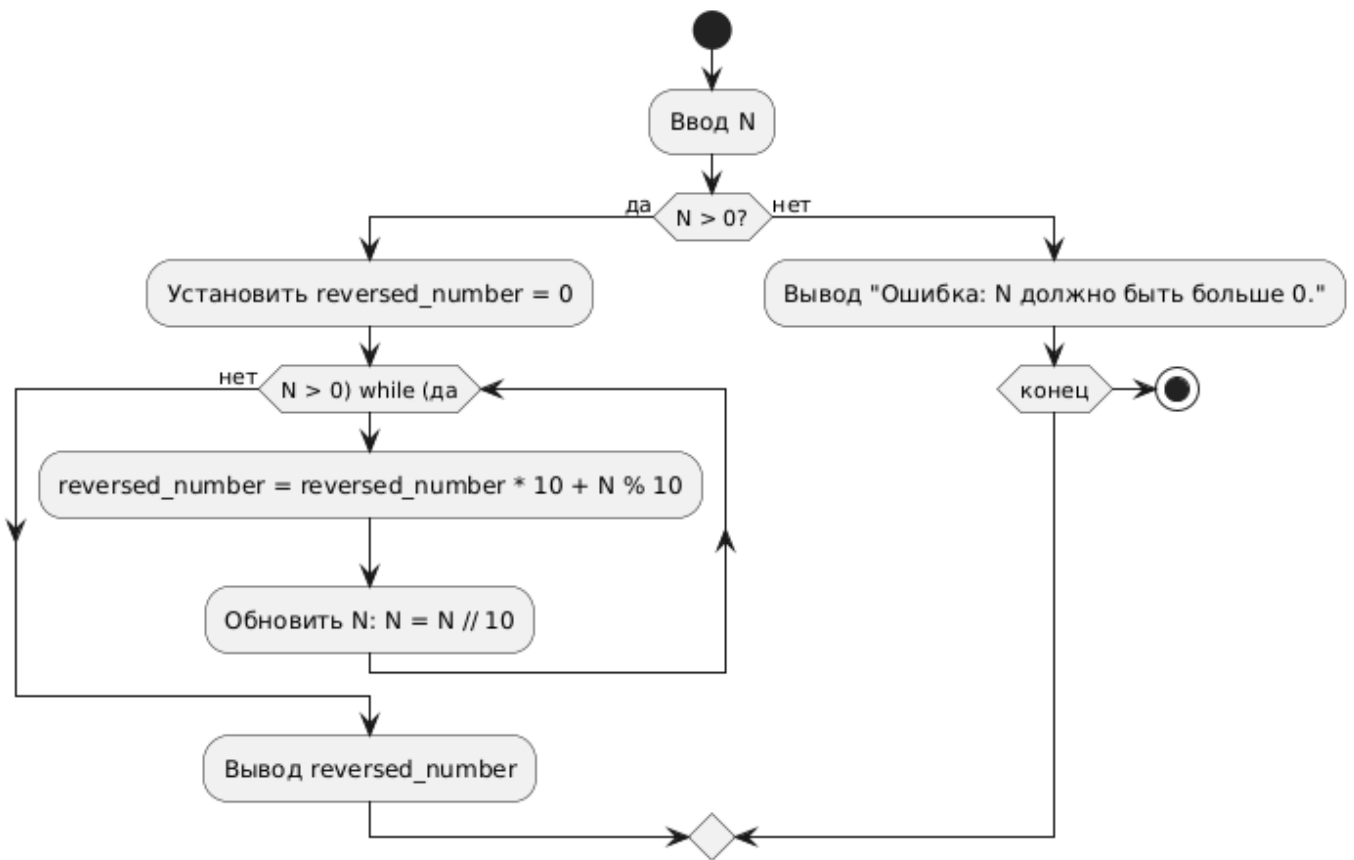 Ввод N
да
N > 0?
нет
Установить reversed_number = 0
Вывод "Ошибка: N должно быть больше 0."
нет
N > 0) while (да
конец
reversed_number = reversed_number * 10 + N % 10
Обновить N: N = N // 10
Вывод reversed_number